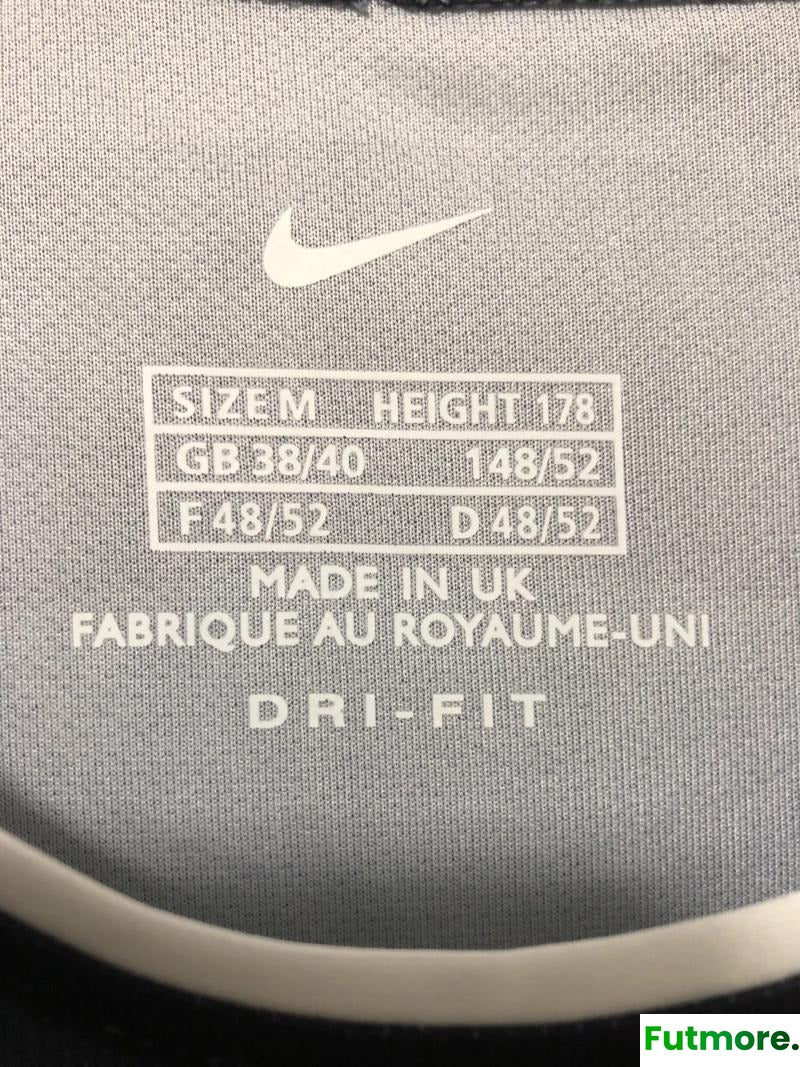 SIZE M HEIGHT 178
GB 38/40 148/52
F 48/52 D 48/52
MADE IN UK
FABRIQUE AU ROYAUME-UNI
DRI-FIT
Futmore.